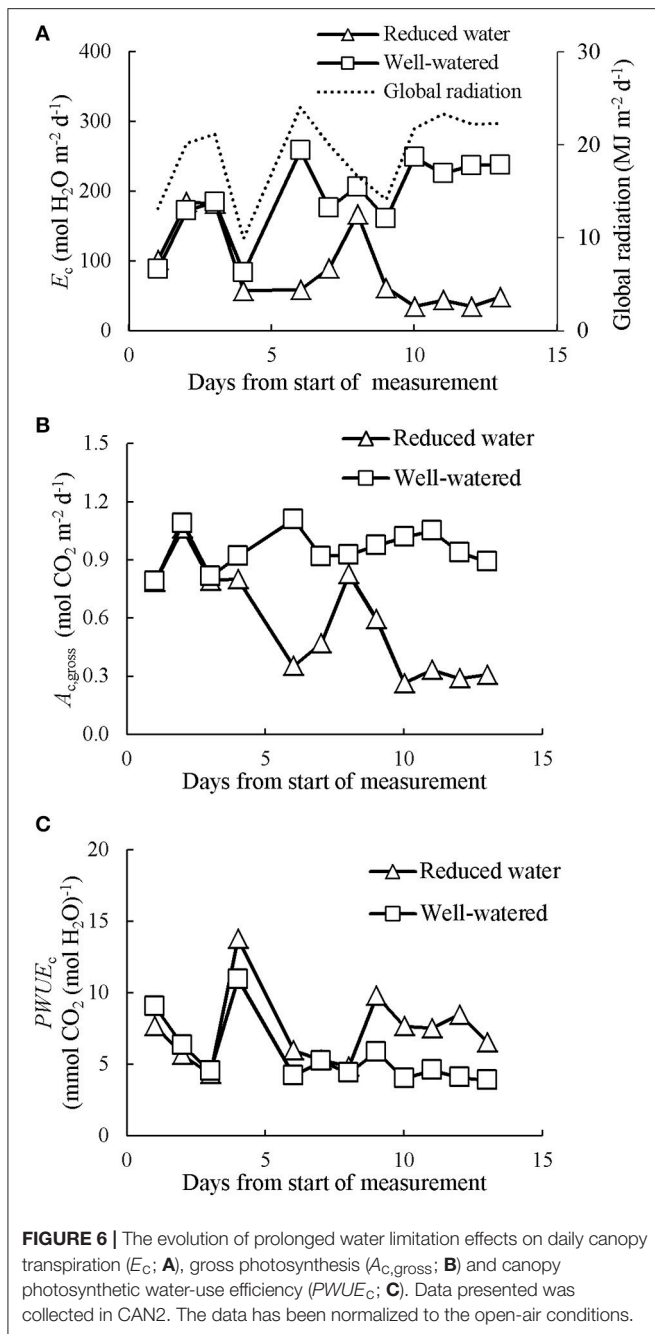 A
Reduced water
Well-watered
Global radiation
400
300
200
100
0
30
20
10
0
E_c (mol H₂O m⁻² d⁻¹)
Global radiation (MJ m⁻² d⁻¹)
0 5 10 15
Days from start of measurement
B
Reduced water
Well-watered
1.5
1.2
0.9
0.6
0.3
0.0
A_c,gross (mol CO₂ m⁻² d⁻¹)
0 5 10 15
Days from start of measurement
C
Reduced water
Well-watered
20
15
10
5
0
PWUE_c
(mmol CO₂ (mol H₂O)⁻¹)
0 5 10 15
Days from start of measurement
FIGURE 6 | The evolution of prolonged water limitation effects on daily canopy
transpiration (E_C; A), gross photosynthesis (A_c,gross; B) and canopy
photosynthetic water-use efficiency (PWUE_C; C). Data presented was
collected in CAN2. The data has been normalized to the open-air conditions.